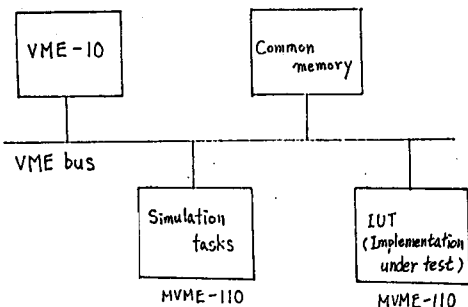 VME-10
Common
memory
VME bus
Simulation
tasks
IUT
(Implementation
under test)
MVME-110
MVME-110